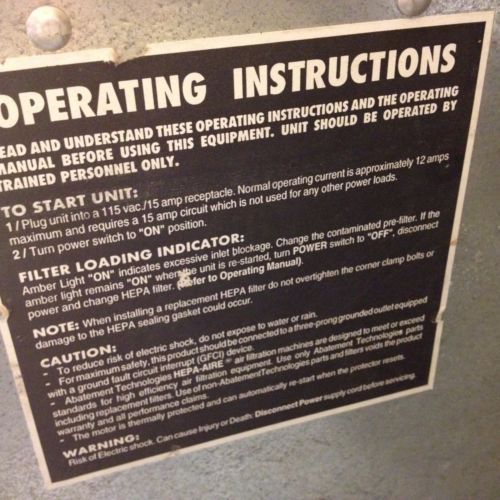 OPERATING INSTRUCTIONS
EAD AND UNDERSTAND THESE OPERATING INSTRUCTIONS AND THE OPERATING
MANUAL BEFORE USING THIS EQUIPMENT. UNIT SHOULD BE OPERATED BY
TRAINED PERSONNEL ONLY.
TO START UNIT:
1/ Plug unit into a 115 vac./15 amp receptacle. Normal operating current is approximately 12 amps
maximum and requires a 15 amp circuit which is not used for any other power loads.
2/ Turn power switch to "ON" position.
FILTER LOADING INDICATOR:
Amber Light "ON" indicates excessive inlet blockage. Change the contaminated pre-filter. If the
amber light remains "ON" when the unit is re-started, turn POWER switch to "OFF", disconnect
power and change HEPA filter. (Refer to Operating Manual).
NOTE: When installing a replacement HEPA filter do not overtighten the corner clamp bolts or
damage to the HEPA sealing gasket could occur.
CAUTION:
- To reduce risk of electric shock, do not expose to water or rain.
- For maximum safety, this product should be connected to a three-prong grounded outlet equipped
with a ground fault circuit interrupt (GFCI) device.
- Abatement Technologies HEPA-AIRE® air filtration machines are designed to meet or exceed
standards for high efficiency air filtration equipment. Use only Abatement Technologies parts
including replacement filters. Use of non-Abatement Technologies parts and filters voids the product
warranty and all performance claims.
- The motor is thermally protected and can automatically re-start when the protector resets.
WARNING:
Risk of Electric shock. Can cause Injury or Death. Disconnect Power supply cord before servicing.